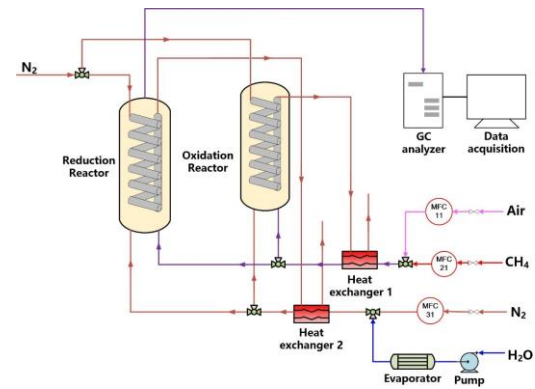 N₂
Reduction
Reactor
Oxidation
Reactor
GC
analyzer
Data
acquisition
MFC
11
Air
MFC
21
CH₄
Heat
exchanger 1
MFC
31
N₂
Heat
exchanger 2
H₂O
Evaporator
Pump